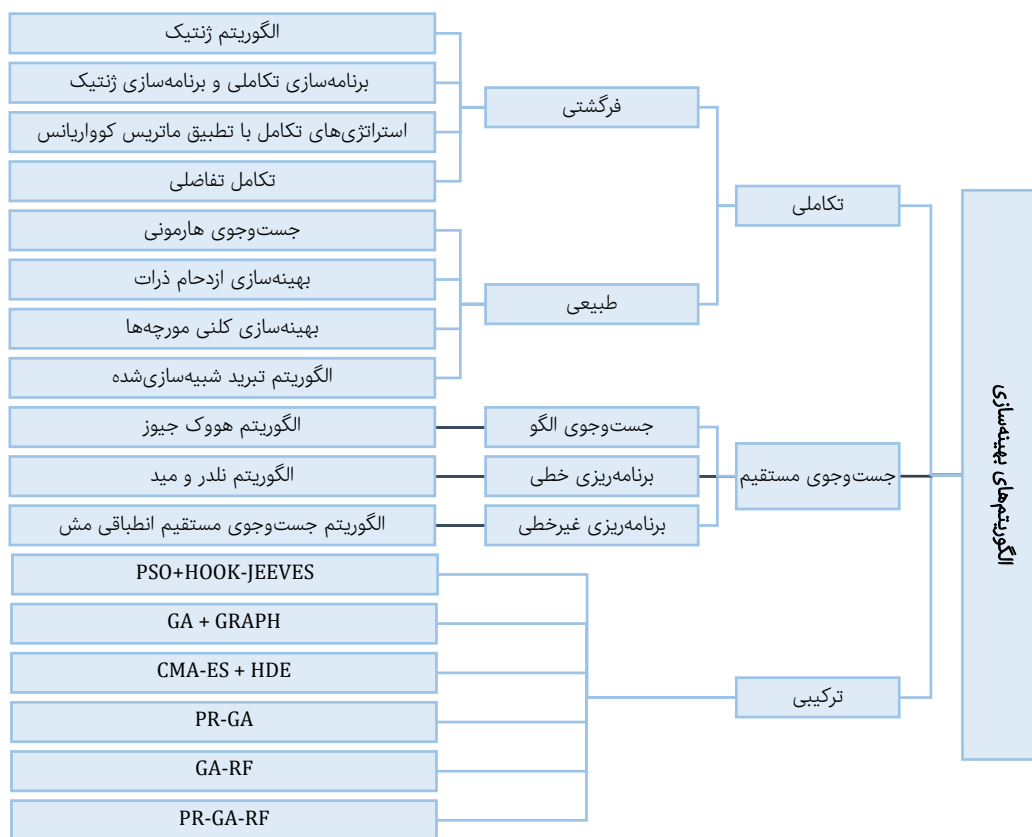 الگوریتم‌های بهینه‌سازی
تکاملی
فرگشتی
الگوریتم ژنتیک
برنامه‌سازی تکاملی و برنامه‌سازی ژنتیک
استراتژی‌های تکامل با تطبیق ماتریس کوواریانس
تکامل تفاضلی
طبیعی
جست‌وجوی هارمونی
بهینه‌سازی ازدحام ذرات
بهینه‌سازی کلنی مورچه‌ها
الگوریتم تبرید شبیه‌سازی‌شده
جست‌وجوی مستقیم
جست‌وجوی الگو
الگوریتم هووک جیوز
برنامه‌ریزی خطی
الگوریتم نلدر و مید
برنامه‌ریزی غیرخطی
الگوریتم جست‌وجوی مستقیم انطباقی مش
ترکیبی
PSO+HOOK-JEEVES
GA + GRAPH
CMA-ES + HDE
PR-GA
GA-RF
PR-GA-RF